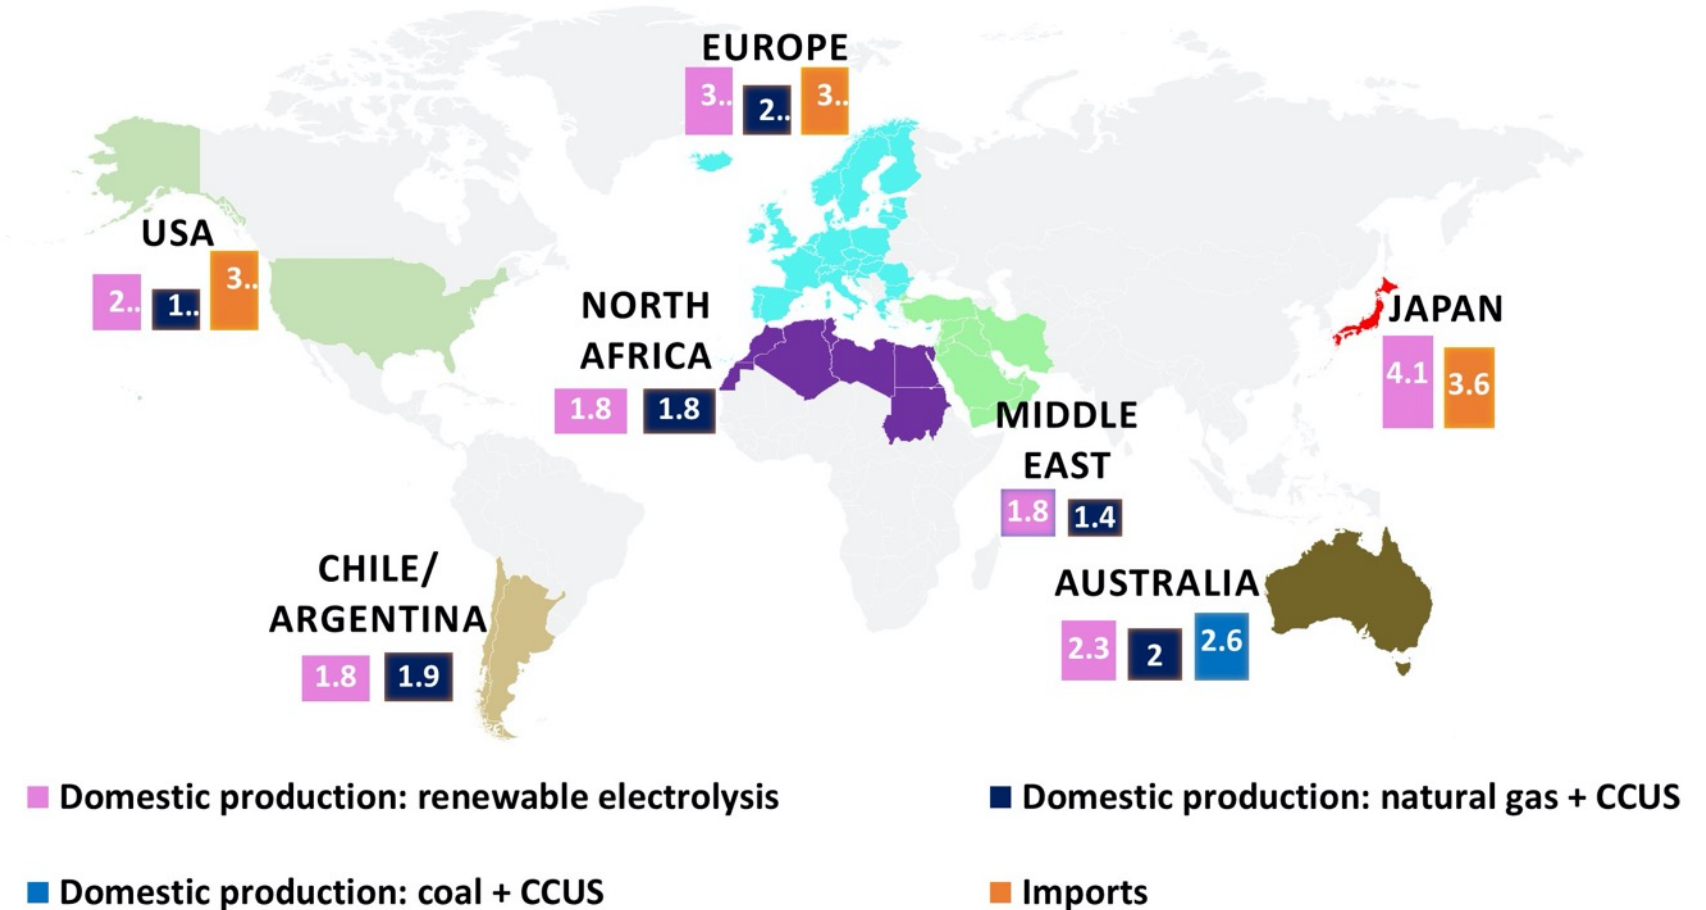 EUROPE
3.. 2.. 3..
USA
2.. 1.. 3..
NORTH
AFRICA
1.8 1.8
JAPAN
4.1 3.6
MIDDLE
EAST
1.8 1.4
CHILE/
ARGENTINA
1.8 1.9
AUSTRALIA
2.3 2 2.6
Domestic production: renewable electrolysis
Domestic production: natural gas + CCUS
Domestic production: coal + CCUS
Imports